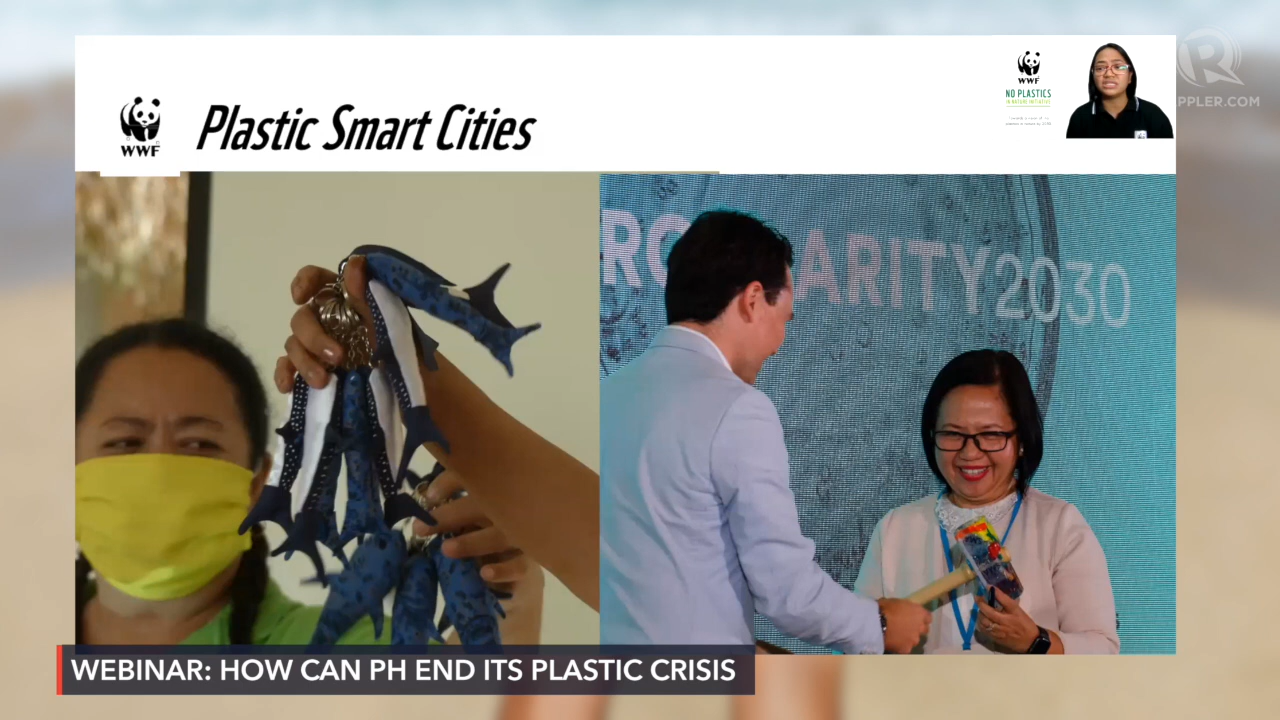 WWF
Plastic Smart Cities
WWF
NO PLASTICS
IN NATURE INITIATIVE
PPLER.COM
ARITY2030
WEBINAR: HOW CAN PH END ITS PLASTIC CRISIS